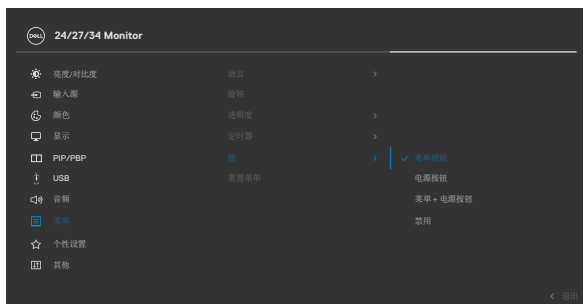 DELL 24/27/34 Monitor
亮度/对比度 语言
输入源 旋转
颜色 透明度
显示 定时器
PIP/PBP 锁 菜单按钮
USB 重置菜单 电源按钮
音频 菜单 + 电源按钮
菜单 禁用
个性设置
其他
退出